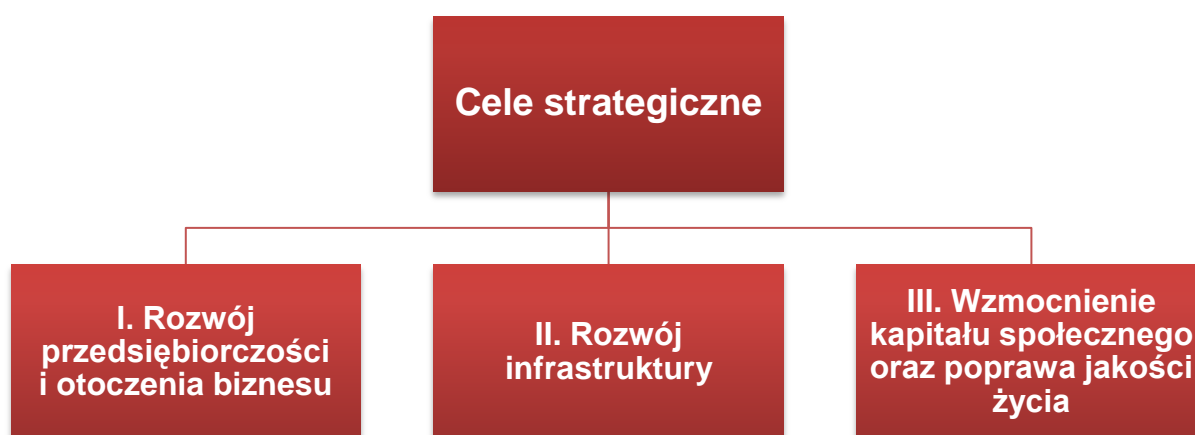 Cele strategiczne
I. Rozwój
przedsiębiorczości
i otoczenia biznesu
II. Rozwój
infrastruktury
III. Wzmocnienie
kapitału społecznego
oraz poprawa jakości
życia